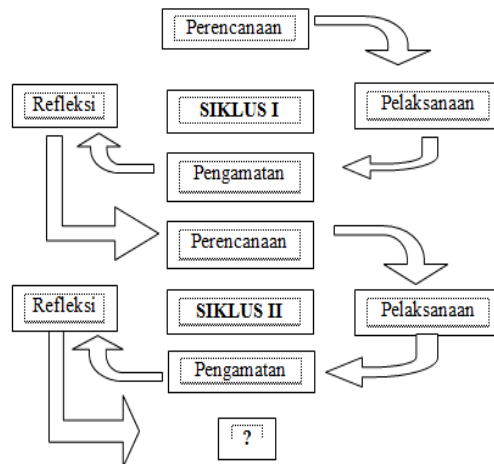 Perencanaan
Refleksi
SIKLUS I
Pelaksanaan
Pengamatan
Perencanaan
Refleksi
SIKLUS II
Pelaksanaan
Pengamatan
?